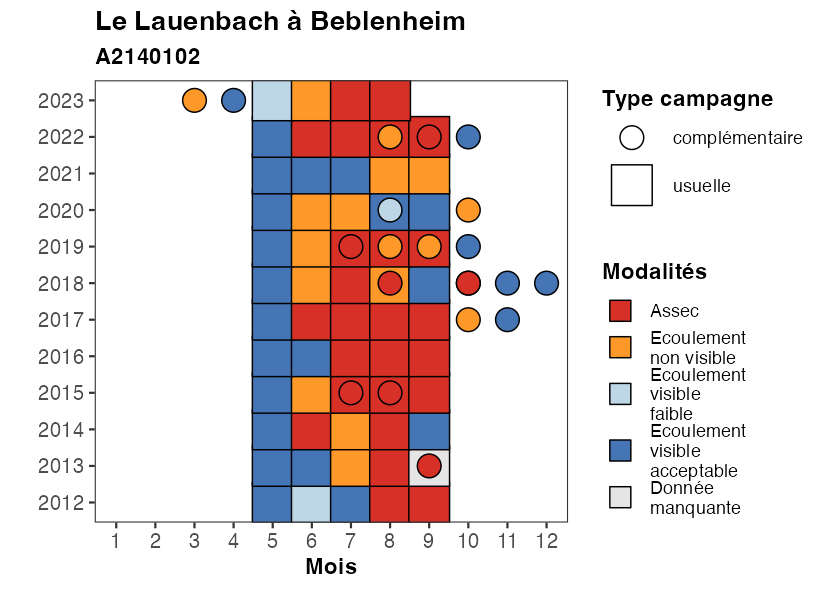 Le Lauenbach à Beblenheim
A2140102
2023
2022
2021
2020
2019
2018
2017
2016
2015
2014
2013
2012
1 2 3 4 5 6 7 8 9 10 11 12
Mois
Type campagne
complémentaire
usuelle
Modalités
Assec
Ecoulement
non visible
Ecoulement
visible
faible
Ecoulement
visible
acceptable
Donnée
manquante